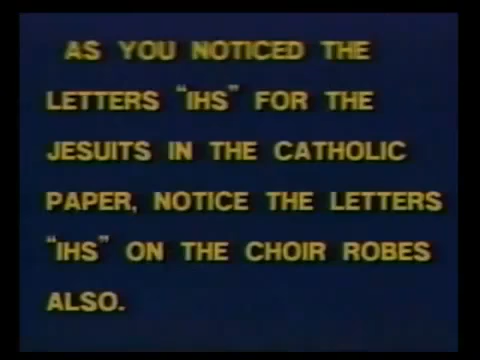 AS YOU NOTICED THE
LETTERS "IHS" FOR THE
JESUITS IN THE CATHOLIC
PAPER, NOTICE THE LETTERS
"IHS" ON THE CHOIR ROBES
ALSO.